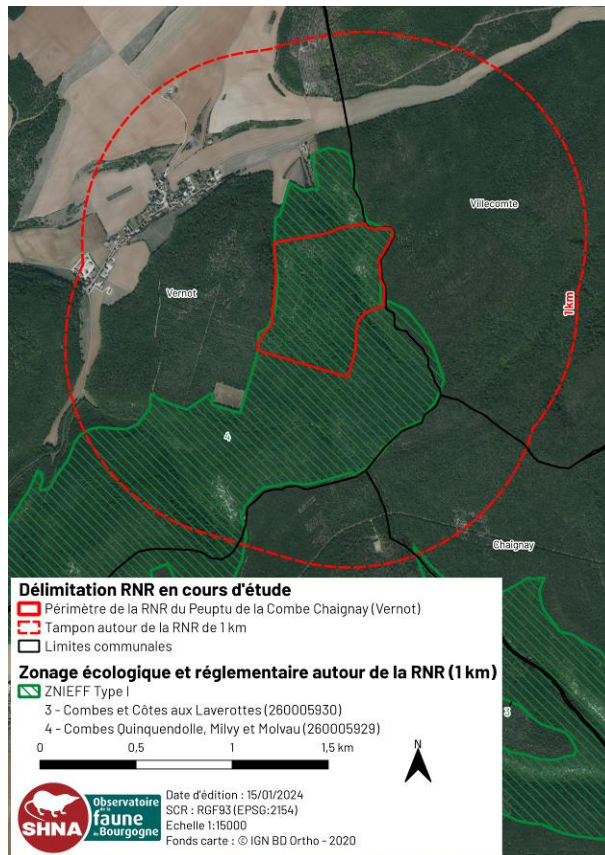 Villecomte
Vernot
1 km
4
Chaignay
3
Délimitation RNR en cours d'étude
Périmètre de la RNR du Peuptu de la Combe Chaignay (Vernot)
Tampon autour de la RNR de 1 km
Limites communales
Zonage écologique et réglementaire autour de la RNR (1 km)
ZNIEFF Type I
3 - Combes et Côtes aux Laverottes (260005930)
4 - Combes Quinquendolle, Milvy et Molvau (260005929)
0 0,5 1 1,5 km
N
SHNA
Observatoire
de la
faune
de Bourgogne
Date d'édition : 15/01/2024
SCR : RGF93 (EPSG:2154)
Echelle 1:15000
Fonds carte : © IGN BD Ortho - 2020